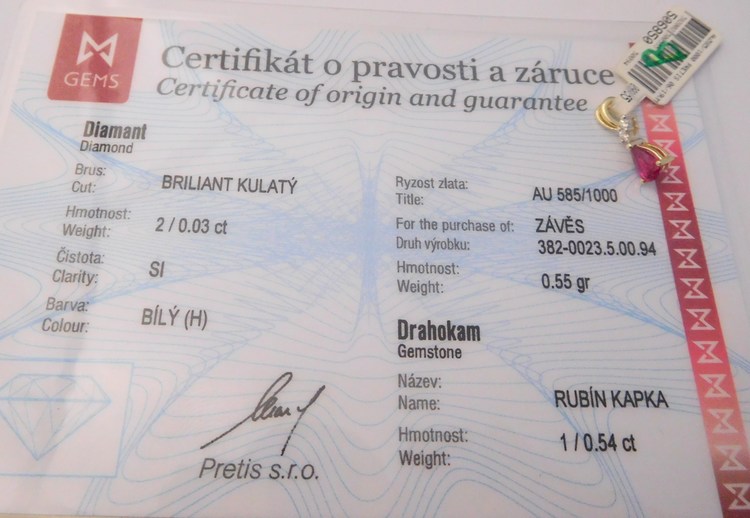 GEMS
Certifikát o pravosti a záruce
Certificate of origin and guarantee
Diamant
Diamond
Brus:
Cut: BRILIANT KULATÝ
Hmotnost:
Weight: 2 / 0.03 ct
Čistota:
Clarity: SI
Barva:
Colour: BÍLÝ (H)
Ryzost zlata:
Title: AU 585/1000
For the purchase of: ZÁVĚS
Druh výrobku: 382-0023.5.00.94
Hmotnost:
Weight: 0.55 gr
Drahokam
Gemstone
Název:
Name: RUBÍN KAPKA
Hmotnost:
Weight: 1 / 0.54 ct
Pretis s.r.o.
506850